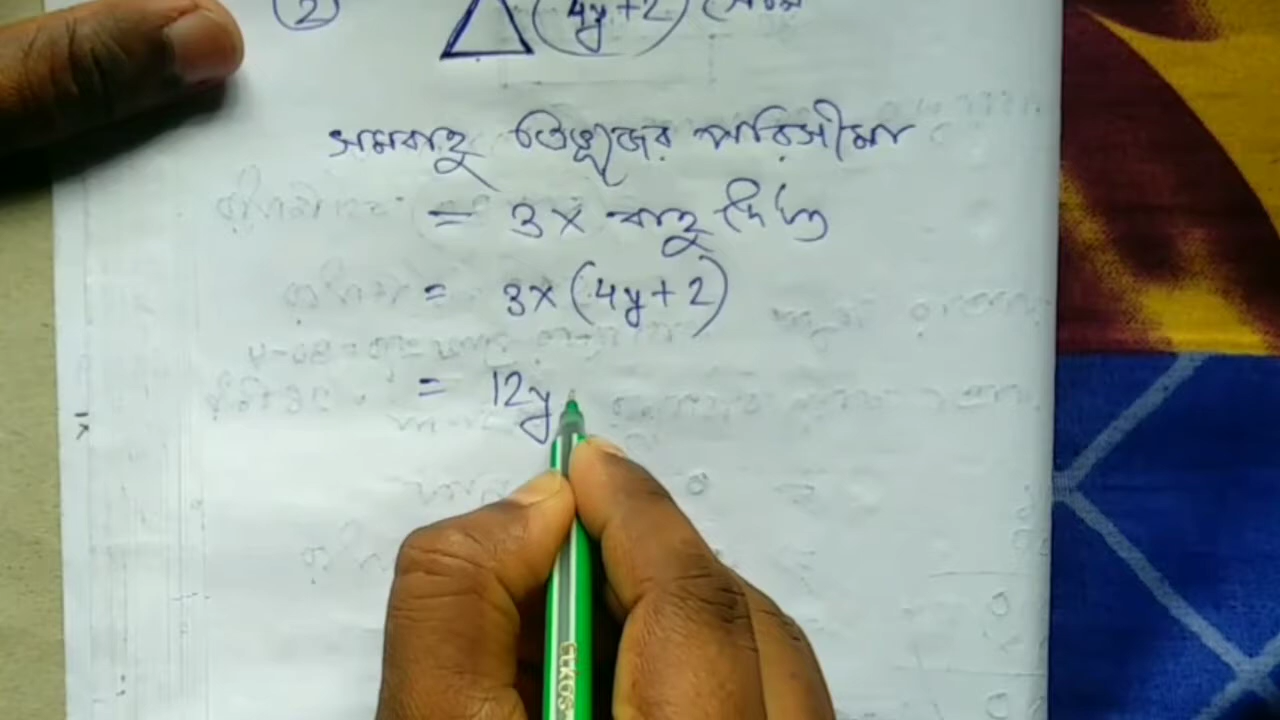 2 (4y+2)
সমবাহু ত্রিভুজের পরিসীমা
= 3× বাহু দৈর্ঘ্য
= 3×(4y+2)
= 12y